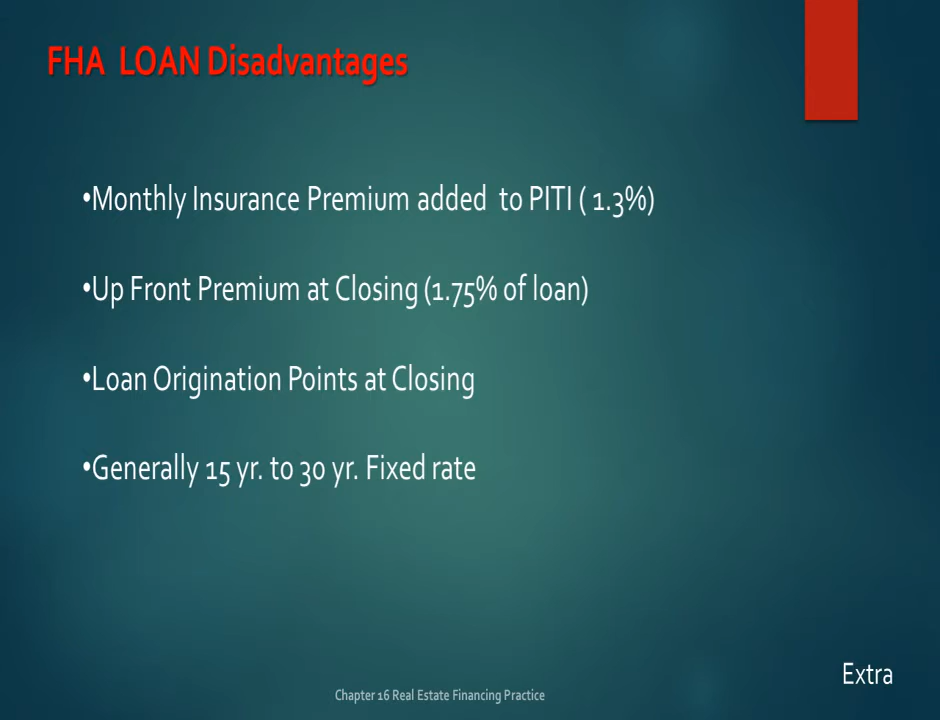 FHA LOAN Disadvantages
•Monthly Insurance Premium added to PITI ( 1.3%)
•Up Front Premium at Closing (1.75% of loan)
•Loan Origination Points at Closing
•Generally 15 yr. to 30 yr. Fixed rate
Extra
Chapter 16 Real Estate Financing Practice